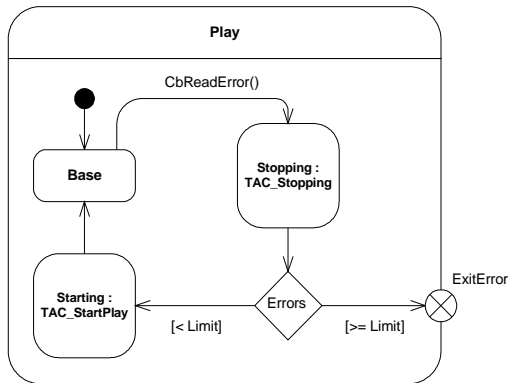 Play
CbReadError()
Base
Stopping :
TAC_Stopping
Starting :
TAC_StartPlay
Errors
ExitError
[< Limit]
[>= Limit]